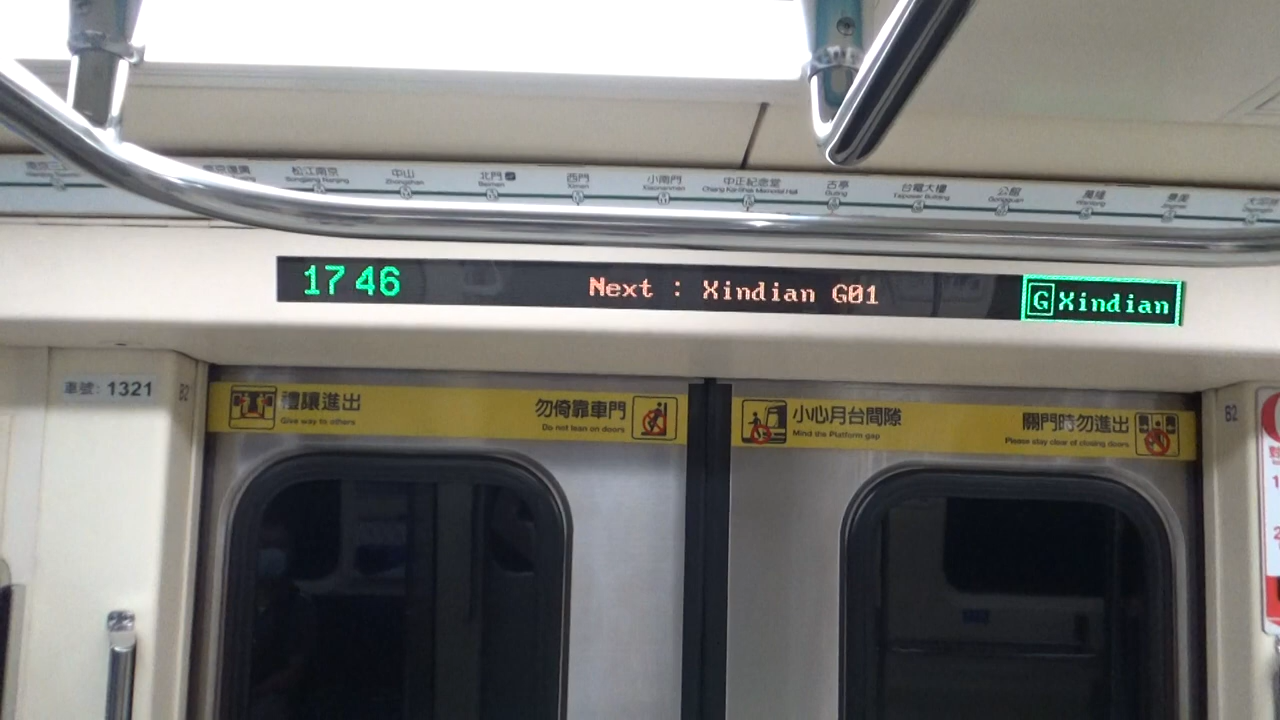 松江南京
Songjiang Nanjing
中山
Zhongshan
北門
Beimen
西門
Ximen
小南門
Xiaonanmen
中正紀念堂
Chiang Kai-Shek Memorial Hall
古亭
Guting
台電大樓
Taipower Building
公館
Gongguan
萬隆
景美
17 46
Next : Xindian G01
G Xindian
車號: 1321
B2
禮讓進出
Give way to others
勿倚靠車門
Do not lean on doors
小心月台間隙
Mind the Platform gap
關門時勿進出
Please stay clear of closing doors
B2